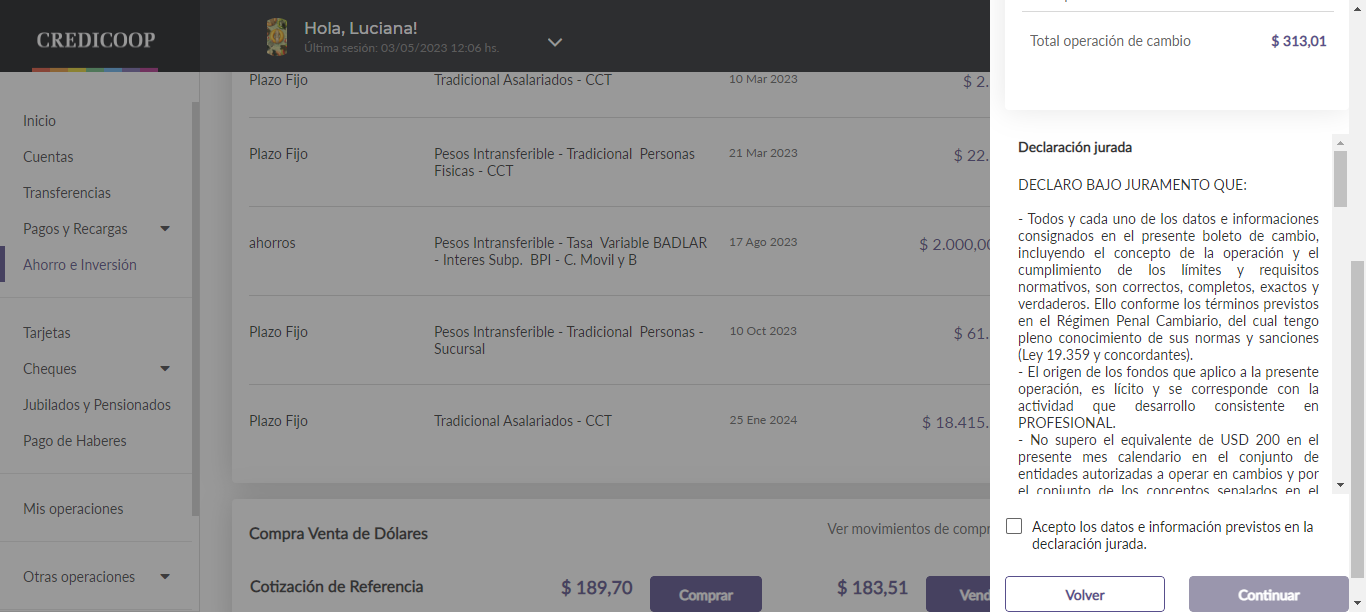 CREDICOOP
Hola, Luciana!
Última sesión: 03/05/2023 12:06 hs.
Inicio
Cuentas
Transferencias
Pagos y Recargas
Ahorro e Inversión
Tarjetas
Cheques
Jubilados y Pensionados
Pago de Haberes
Mis operaciones
Otras operaciones
Plazo Fijo Tradicional Asalariados - CCT 10 Mar 2023 $ 2.
Plazo Fijo Pesos Intransferible - Tradicional Personas 21 Mar 2023 $ 22.
Fisicas - CCT
ahorros Pesos Intransferible - Tasa Variable BADLAR 17 Ago 2023 $ 2.000,00
- Interes Subp. BPI - C. Movil y B
Plazo Fijo Pesos Intransferible - Tradicional Personas - 10 Oct 2023 $ 61.
Sucursal
Plazo Fijo Tradicional Asalariados - CCT 25 Ene 2024 $ 18.415.
Compra Venta de Dólares Ver movimientos de compr
Cotización de Referencia $ 189,70 Comprar $ 183,51 Vend
Total operación de cambio $ 313,01
Declaración jurada
DECLARO BAJO JURAMENTO QUE:
- Todos y cada uno de los datos e informaciones
consignados en el presente boleto de cambio,
incluyendo el concepto de la operación y el
cumplimiento de los límites y requisitos
normativos, son correctos, completos, exactos y
verdaderos. Ello conforme los términos previstos
en el Régimen Penal Cambiario, del cual tengo
pleno conocimiento de sus normas y sanciones
(Ley 19.359 y concordantes).
- El origen de los fondos que aplico a la presente
operación, es lícito y se corresponde con la
actividad que desarrollo consistente en
PROFESIONAL.
- No supero el equivalente de USD 200 en el
presente mes calendario en el conjunto de
entidades autorizadas a operar en cambios y por
el conjunto de los conceptos senalados en el
Acepto los datos e información previstos en la
declaración jurada.
Volver Continuar